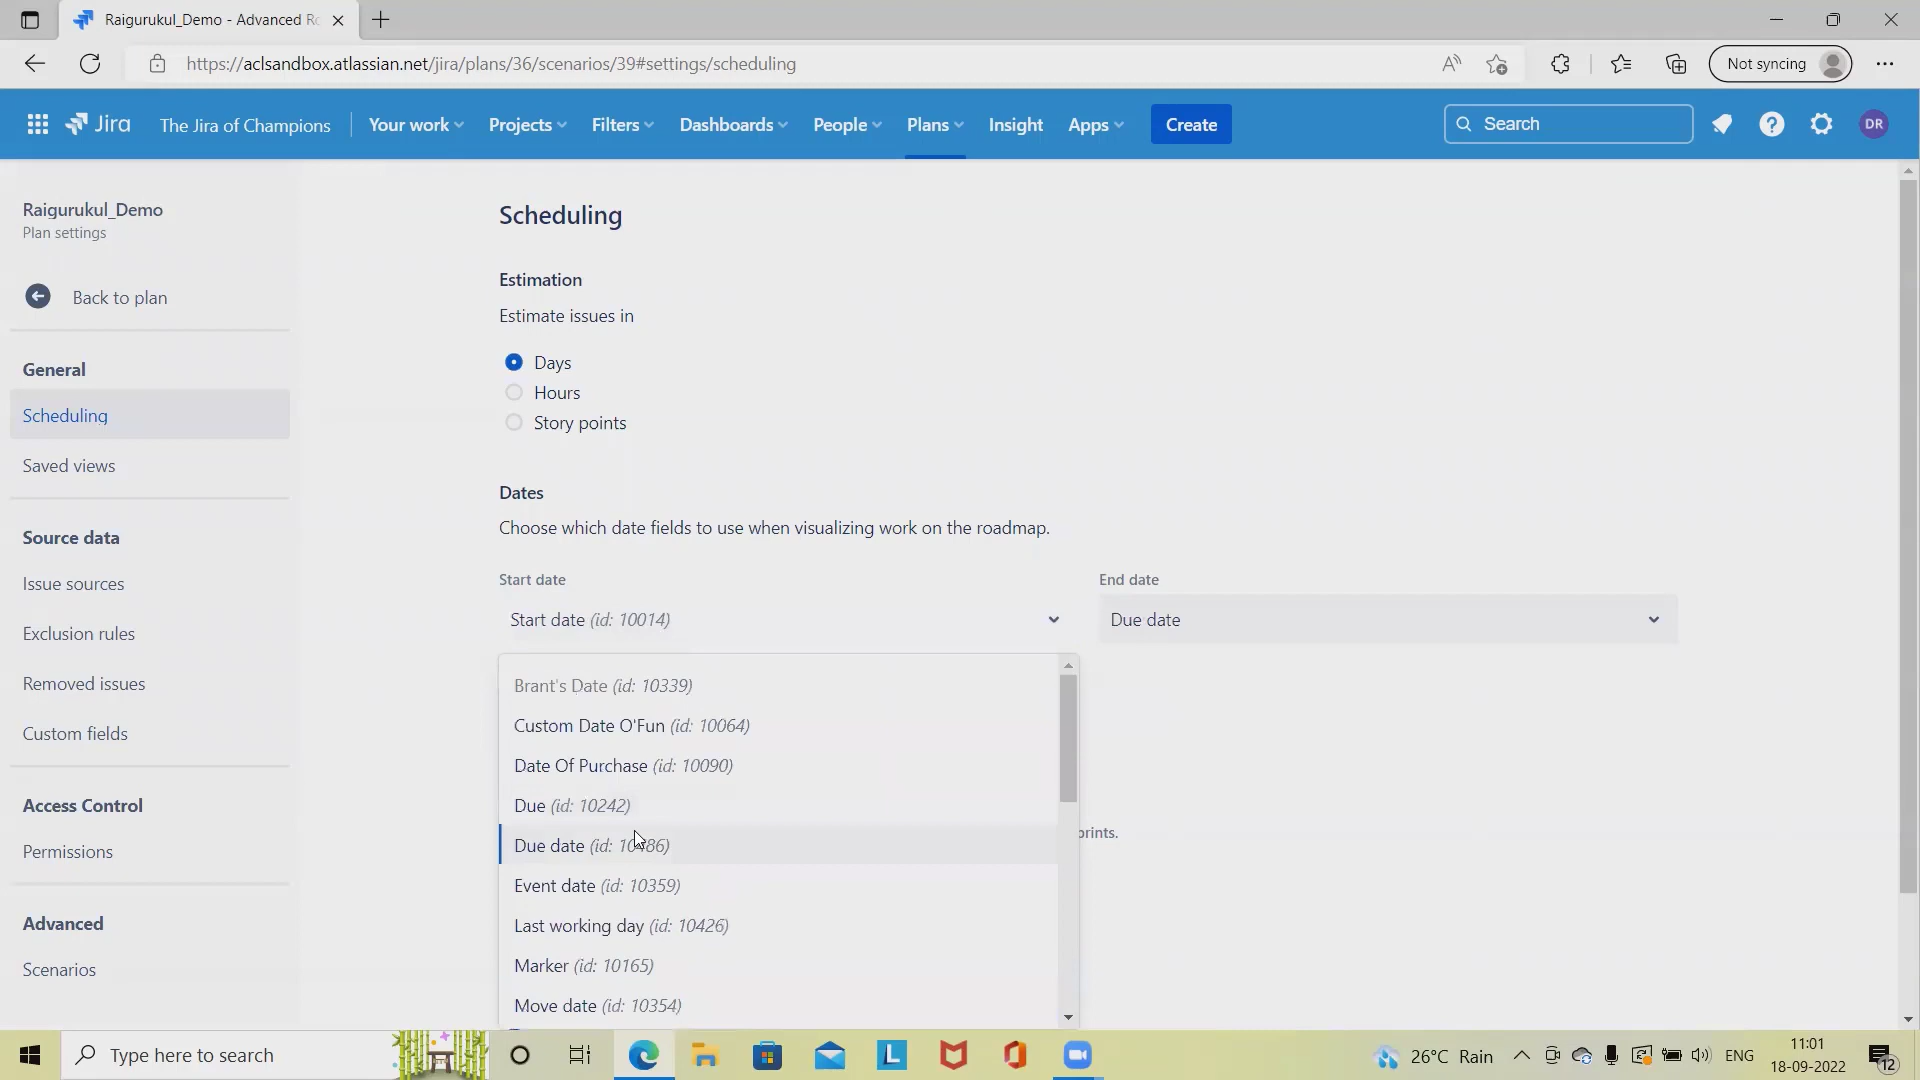 Raigurukul_Demo - Advanced Ro
https://aclsandbox.atlassian.net/jira/plans/36/scenarios/39#settings/scheduling
Not syncing
Jira
The Jira of Champions
Your work
Projects
Filters
Dashboards
People
Plans
Insight
Apps
Create
Search
DR
Raigurukul_Demo
Plan settings
Back to plan
General
Scheduling
Saved views
Source data
Issue sources
Exclusion rules
Removed issues
Custom fields
Access Control
Permissions
Advanced
Scenarios
Scheduling
Estimation
Estimate issues in
Days
Hours
Story points
Dates
Choose which date fields to use when visualizing work on the roadmap.
Start date
Start date (id: 10014)
End date
Due date
Brant's Date (id: 10339)
Custom Date O'Fun (id: 10064)
Date Of Purchase (id: 10090)
Due (id: 10242)
Due date (id: 10486)
Event date (id: 10359)
Last working day (id: 10426)
Marker (id: 10165)
Move date (id: 10354)
prints.
Type here to search
26°C Rain
ENG
11:01
18-09-2022
12